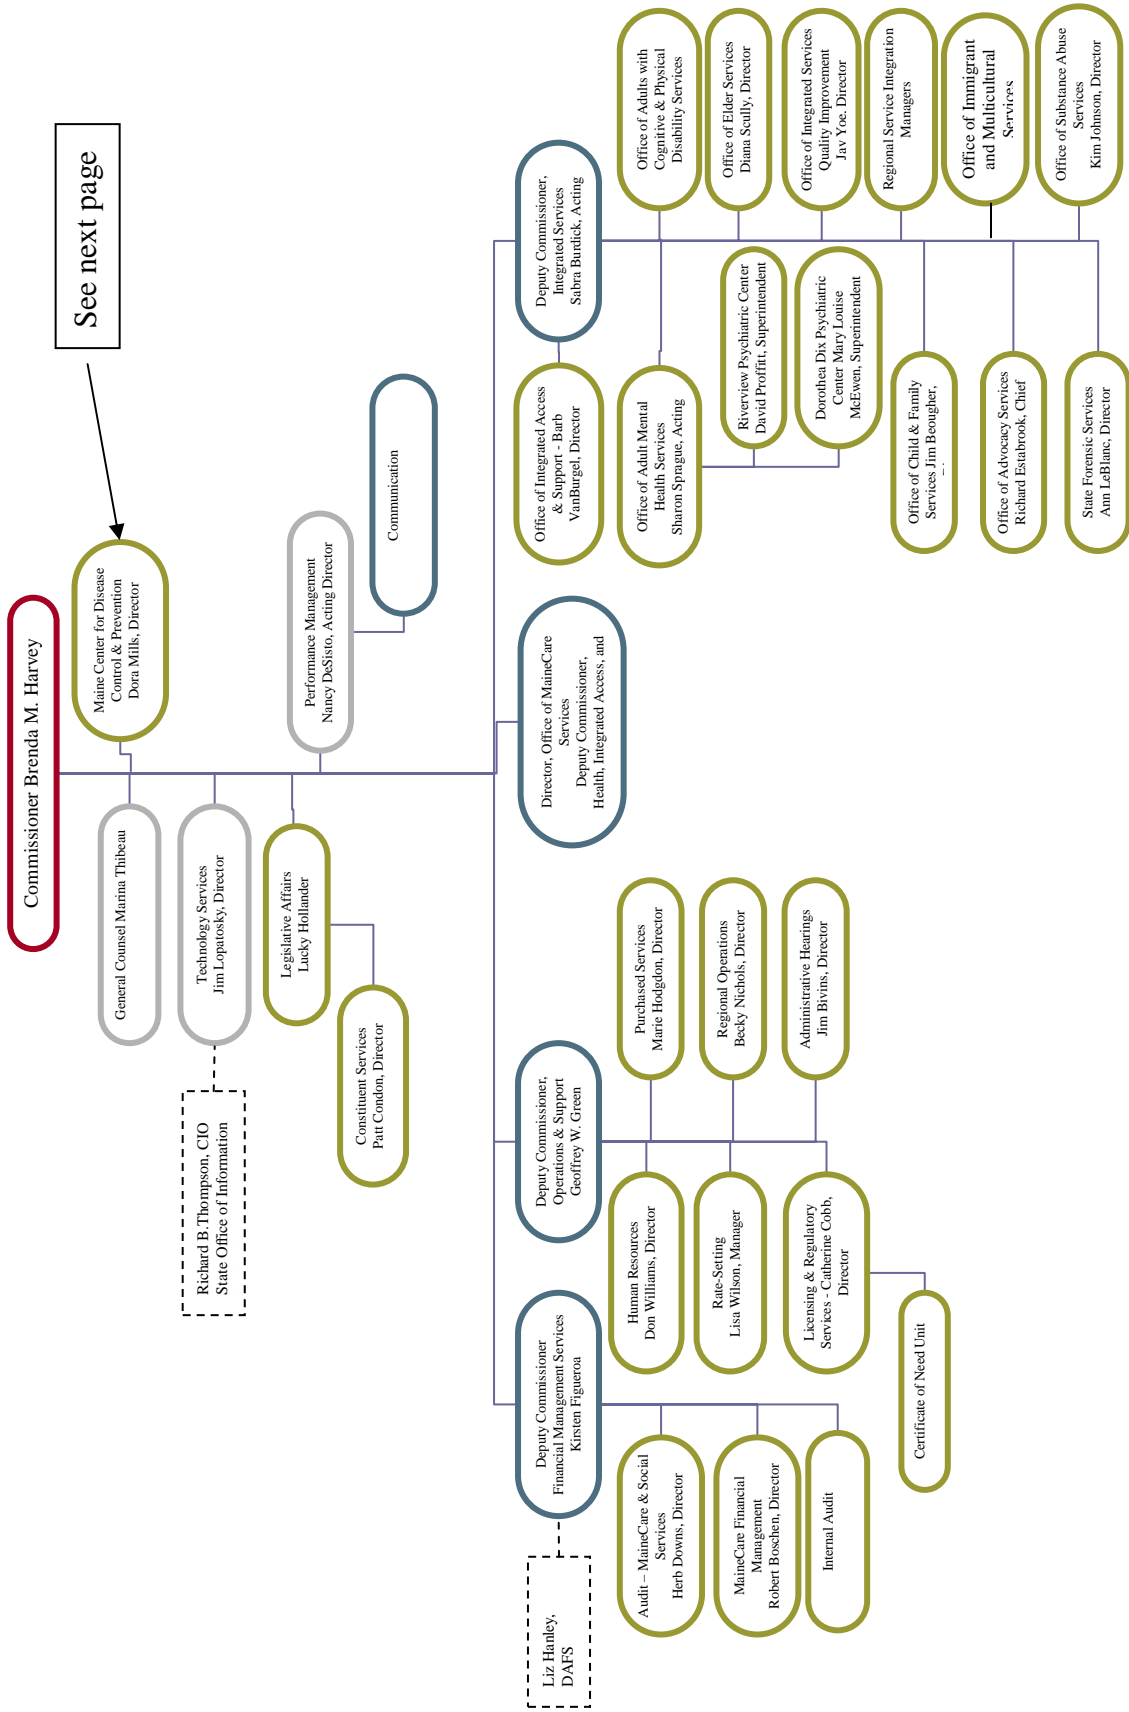 Commissioner Brenda M. Harvey
See next page
Maine Center for Disease
Control & Prevention
Dora Mills, Director
General Counsel Marina Thibeau
Technology Services
Jim Lopatosky, Director
Richard B.Thompson, CIO
State Office of Information
Legislative Affairs
Lucky Hollander
Constituent Services
Patt Condon, Director
Performance Management
Nancy DeSisto, Acting Director
Communication
Liz Hanley,
DAFS
Deputy Commissioner
Financial Management Services
Kirsten Figueroa
Audit – MaineCare & Social
Services
Herb Downs, Director
MaineCare Financial
Management
Robert Boschen, Director
Internal Audit
Deputy Commissioner,
Operations & Support
Geoffrey W. Green
Human Resources
Don Williams, Director
Purchased Services
Marie Hodgdon, Director
Rate-Setting
Lisa Wilson, Manager
Regional Operations
Becky Nichols, Director
Licensing & Regulatory
Services - Catherine Cobb,
Director
Administrative Hearings
Jim Bivins, Director
Certificate of Need Unit
Director, Office of MaineCare
Services
Deputy Commissioner,
Health, Integrated Access, and
Deputy Commissioner,
Integrated Services
Sabra Burdick, Acting
Office of Integrated Access
& Support - Barb
VanBurgel, Director
Office of Adult Mental
Health Services
Sharon Sprague, Acting
Riverview Psychiatric Center
David Proffitt, Superintendent
Dorothea Dix Psychiatric
Center Mary Louise
McEwen, Superintendent
Office of Child & Family
Services Jim Beougher,
Office of Advocacy Services
Richard Estabrook, Chief
State Forensic Services
Ann LeBlanc, Director
Office of Adults with
Cognitive & Physical
Disability Services
Office of Elder Services
Diana Scully, Director
Office of Integrated Services
Quality Improvement
Jay Yoe. Director
Regional Service Integration
Managers
Office of Immigrant
and Multicultural
Services
Office of Substance Abuse
Services
Kim Johnson, Director